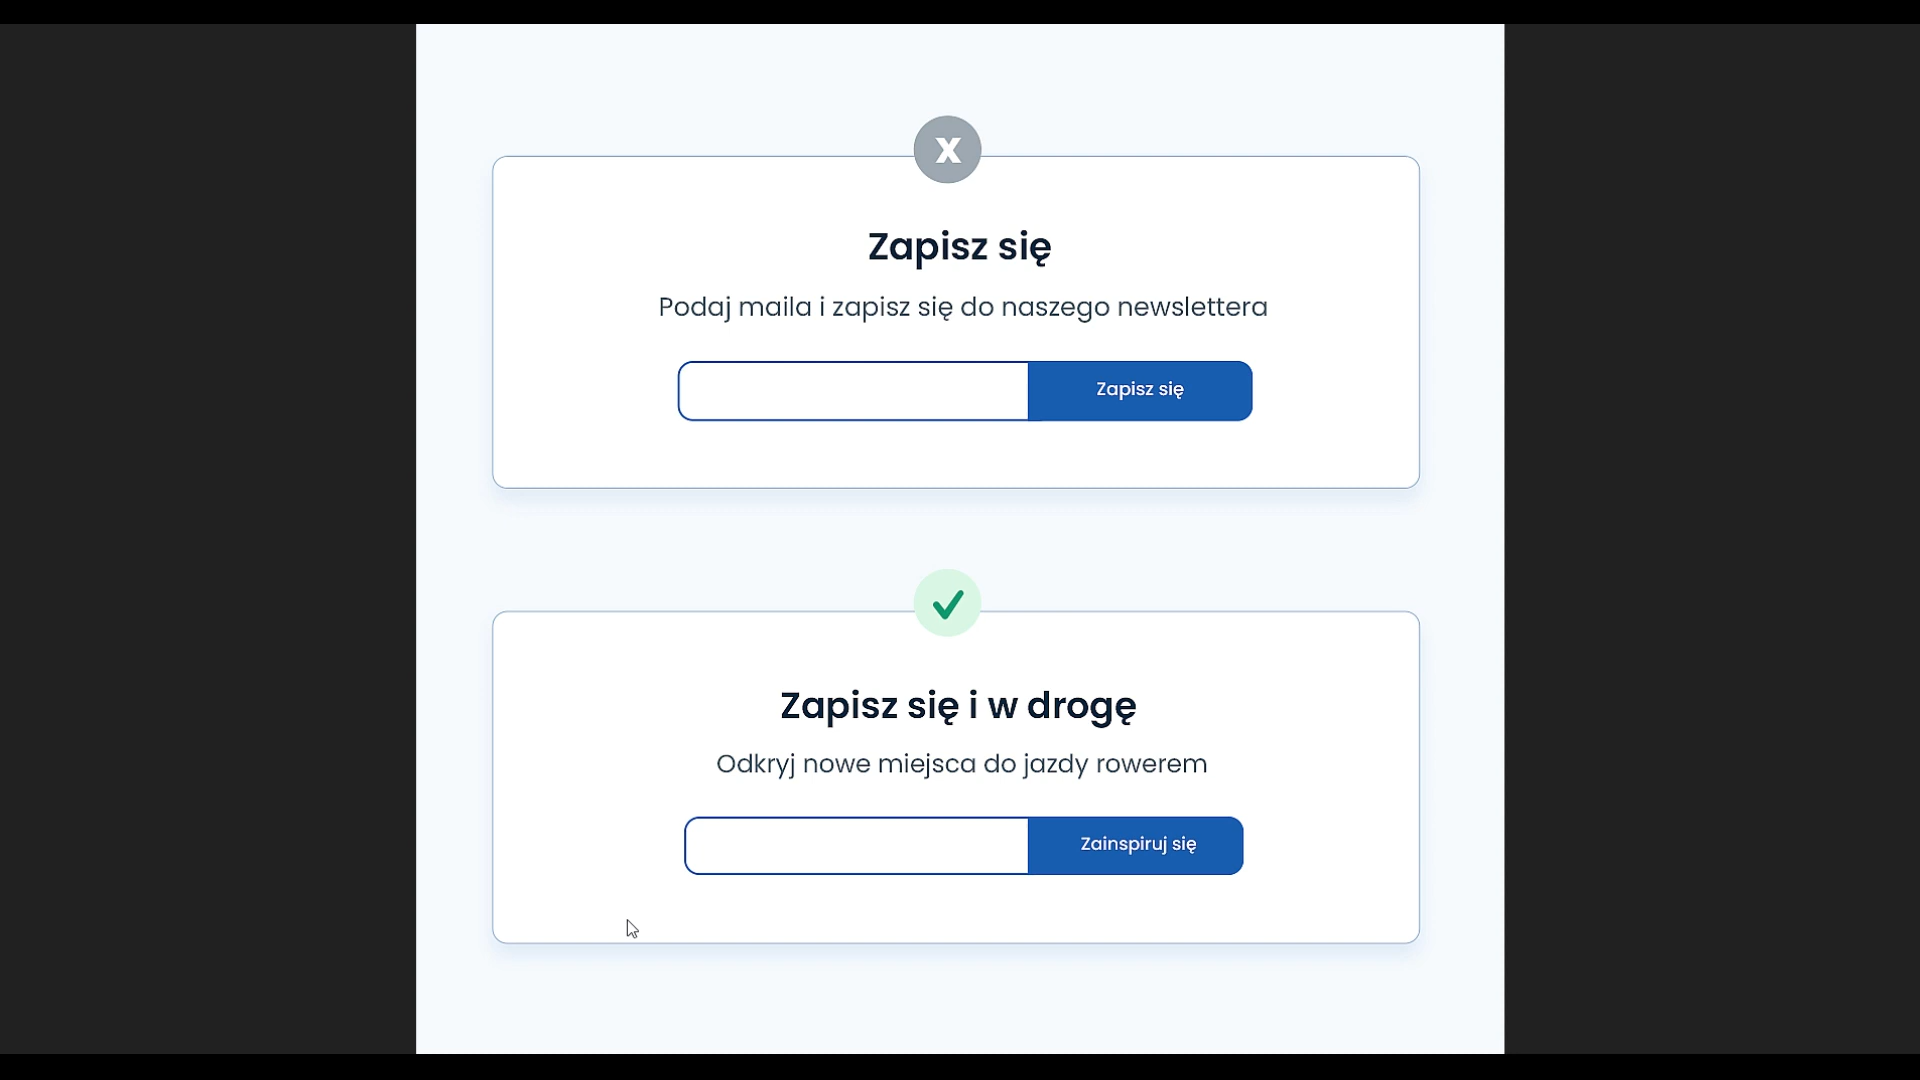 X
Zapisz się
Podaj maila i zapisz się do naszego newslettera
Zapisz się
Zapisz się i w drogę
Odkryj nowe miejsca do jazdy rowerem
Zainspiruj się